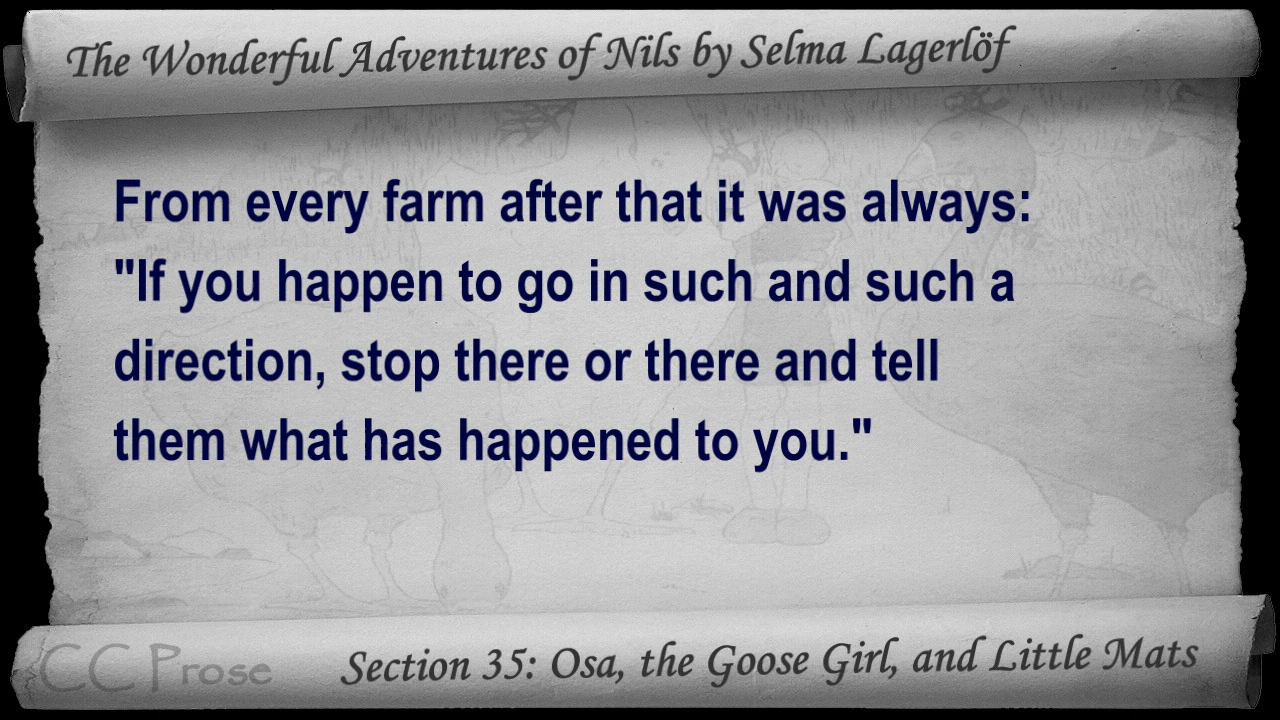 The Wonderful Adventures of Nils by Selma Lagerlöf
From every farm after that it was always:
"If you happen to go in such and such a
direction, stop there or there and tell
them what has happened to you."
CC Prose
Section 35: Osa, the Goose Girl, and Little Mats